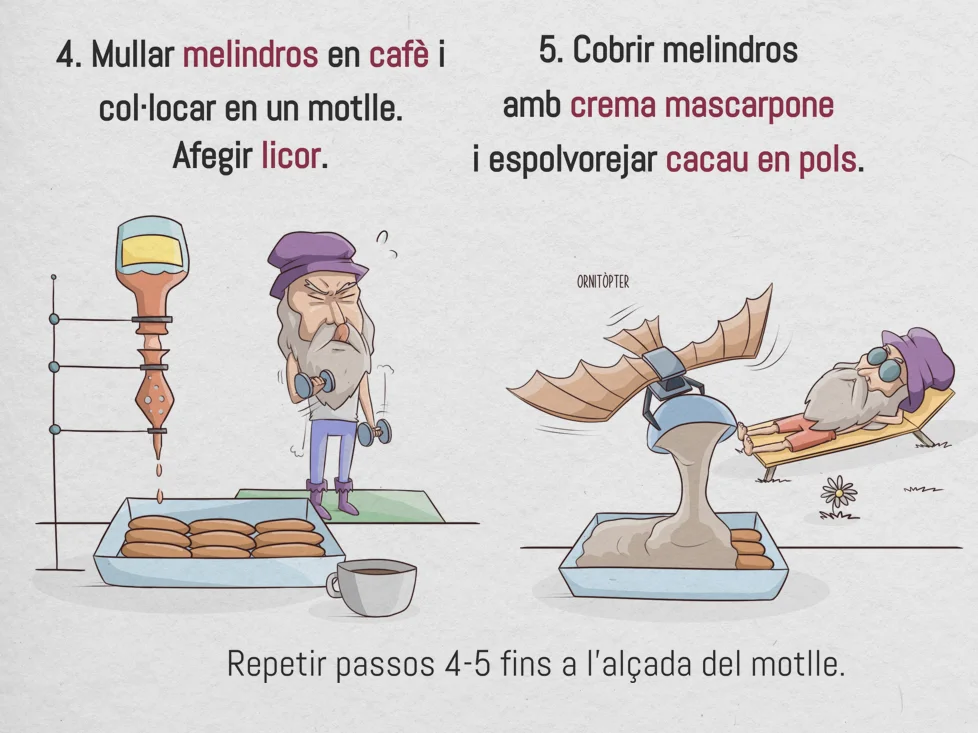 4. Mullar melindros en cafè i
col·locar en un motlle.
Afegir licor.
5. Cobrir melindros
amb crema mascarpone
i espolvorejar cacau en pols.
ORNITÒPTER
Repetir passos 4-5 fins a l'alçada del motlle.